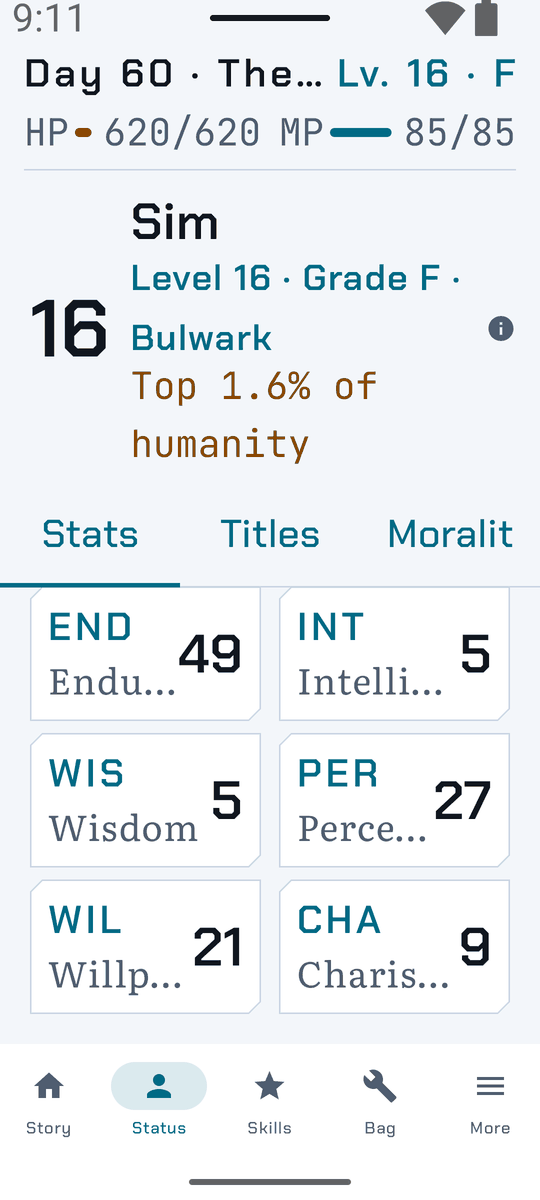 9:11
Day 60 · The… Lv. 16 · F
HP 620/620 MP 85/85
Sim
Level 16 · Grade F ·
Bulwark
16
Top 1.6% of
humanity
Stats Titles Moralit
END 49 INT 5
Endu… Intelli…
WIS 5 PER 27
Wisdom Perce…
WIL 21 CHA 9
Willp… Charis…
Story Status Skills Bag More